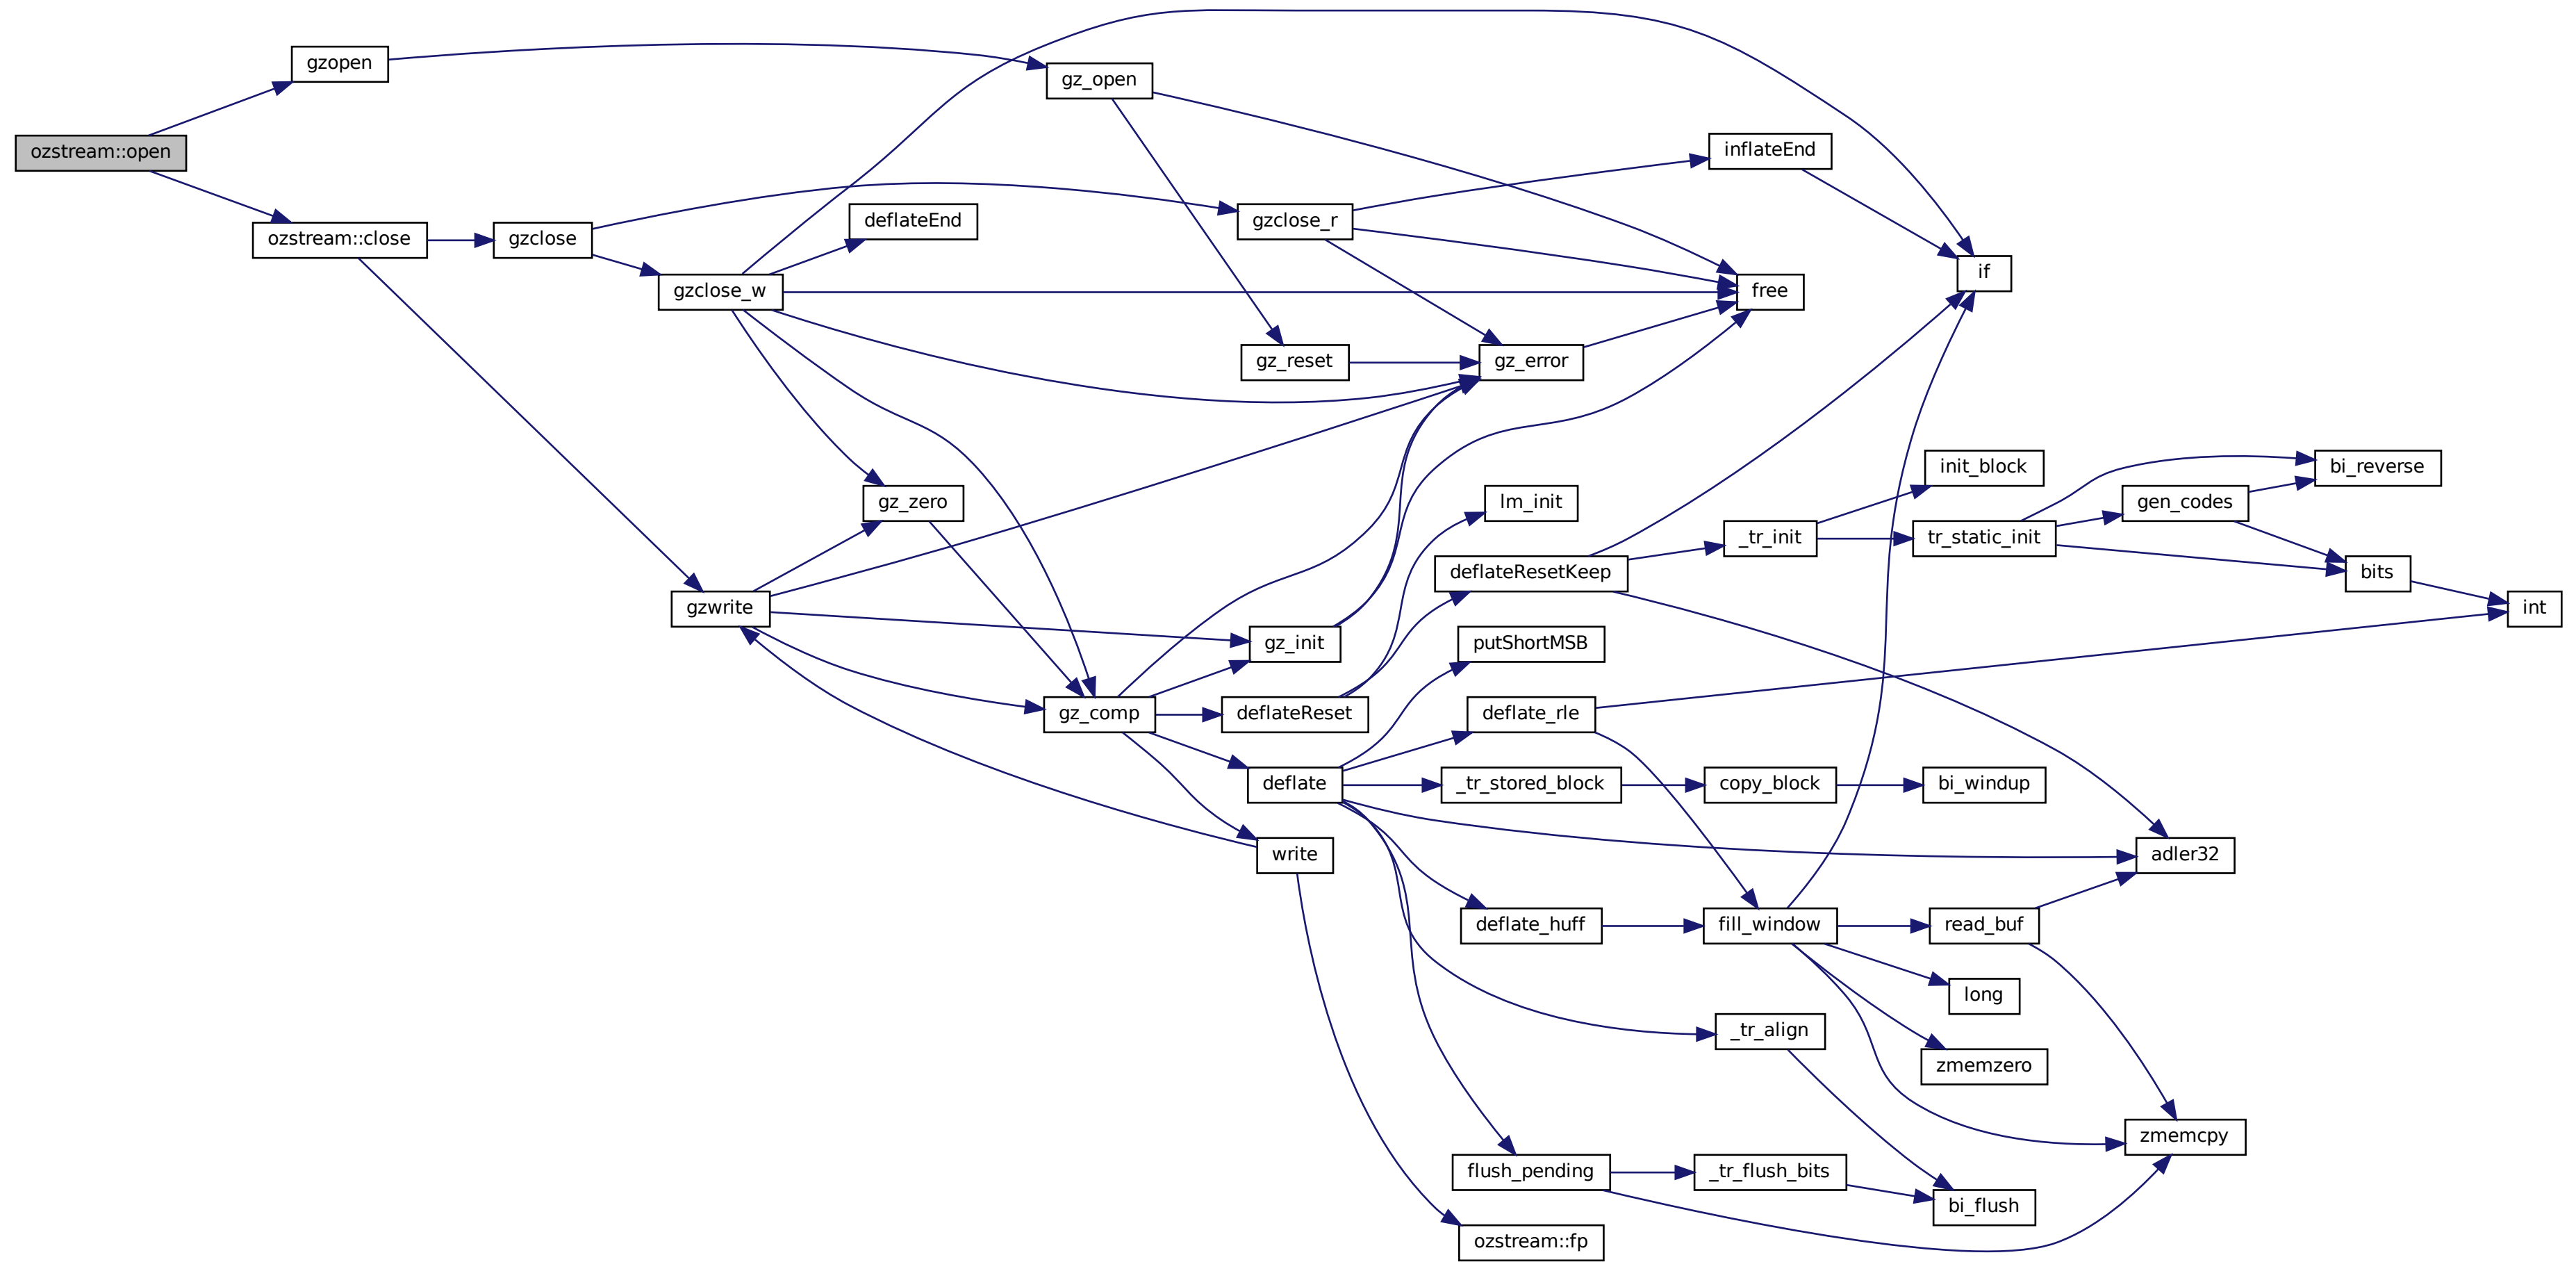 gzopen
gz_open
ozstream::open
inflateEnd
deflateEnd
gzclose_r
ozstream::close
gzclose
if
gzclose_w
free
gz_reset
gz_error
init_block
bi_reverse
gz_zero
lm_init
gen_codes
_tr_init
tr_static_init
deflateResetKeep
bits
gzwrite
int
gz_init
putShortMSB
gz_comp
deflateReset
deflate_rle
deflate
_tr_stored_block
copy_block
bi_windup
write
adler32
deflate_huff
fill_window
read_buf
long
_tr_align
zmemzero
zmemcpy
flush_pending
_tr_flush_bits
bi_flush
ozstream::fp